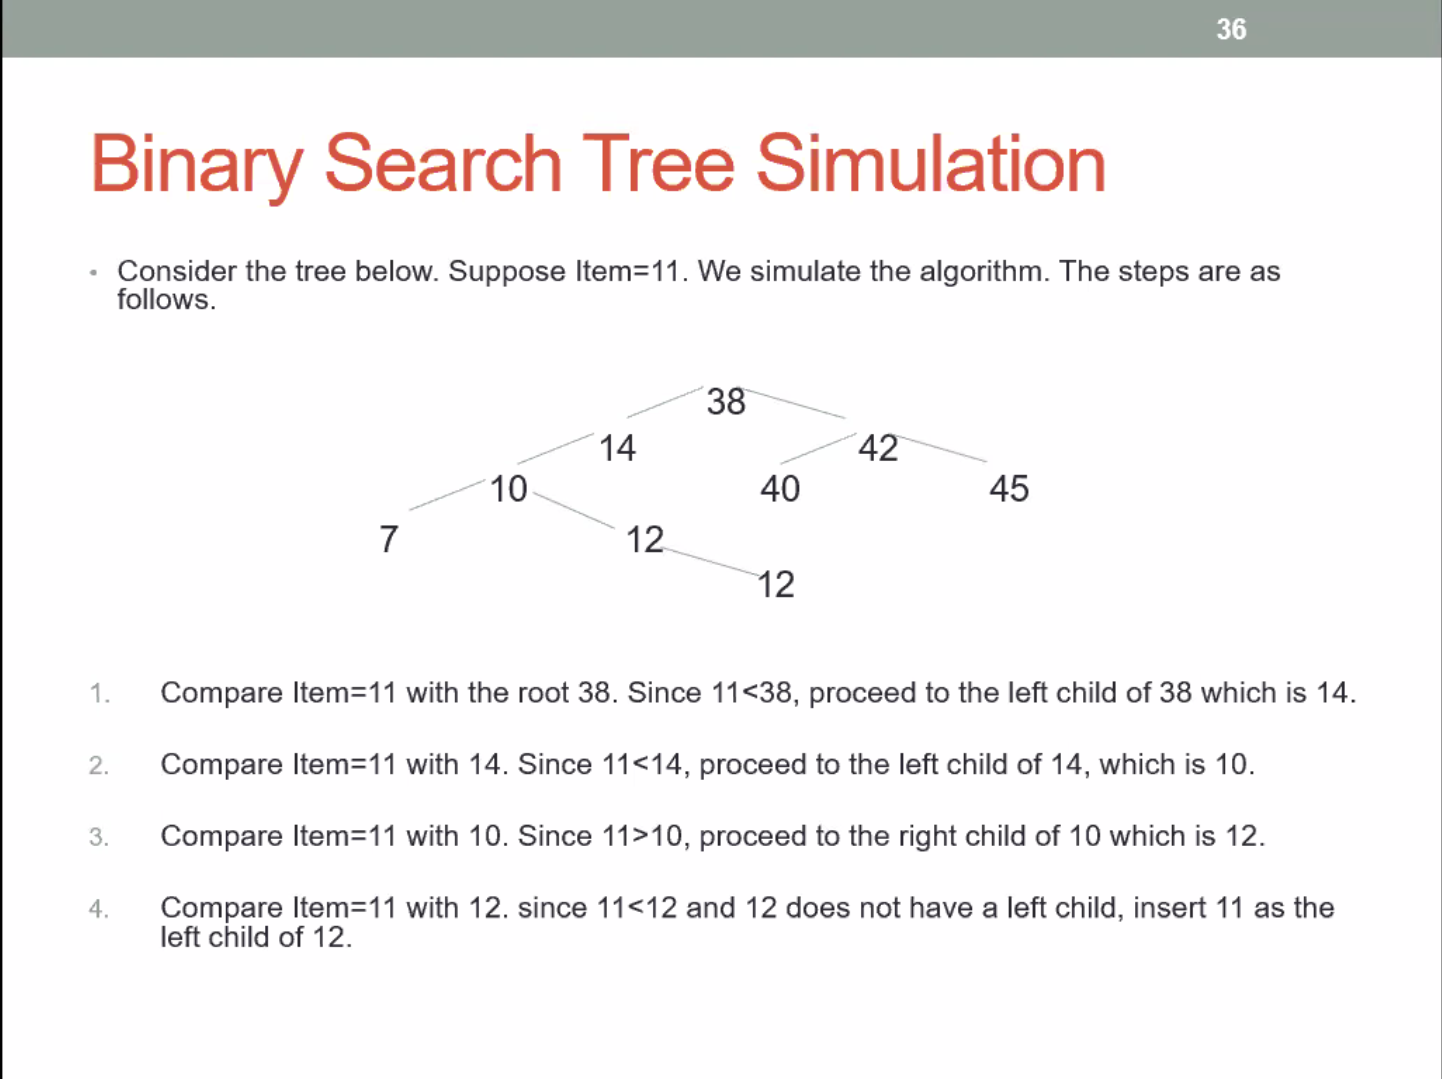 36
Binary Search Tree Simulation
• Consider the tree below. Suppose Item=11. We simulate the algorithm. The steps are as
follows.
38
14 42
10 40 45
7 12
12
1. Compare Item=11 with the root 38. Since 11<38, proceed to the left child of 38 which is 14.
2. Compare Item=11 with 14. Since 11<14, proceed to the left child of 14, which is 10.
3. Compare Item=11 with 10. Since 11>10, proceed to the right child of 10 which is 12.
4. Compare Item=11 with 12. since 11<12 and 12 does not have a left child, insert 11 as the
left child of 12.